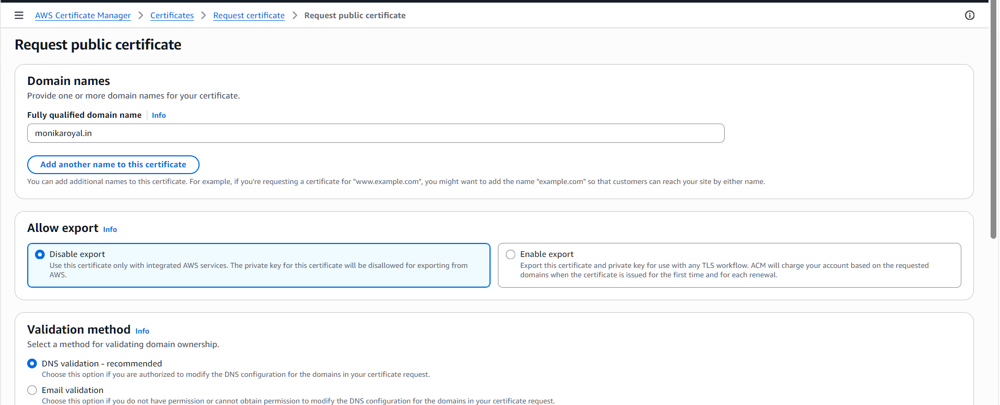 AWS Certificate Manager > Certificates > Request certificate > Request public certificate
Request public certificate
Domain names
Provide one or more domain names for your certificate.
Fully qualified domain name | Info
monikaroyal.in
Add another name to this certificate
You can add additional names to this certificate. For example, if you're requesting a certificate for "www.example.com", you might want to add the name "example.com" so that customers can reach your site by either name.
Allow export Info
Disable export
Use this certificate only with integrated AWS services. The private key for this certificate will be disallowed for exporting from
AWS.
Enable export
Export this certificate and private key for use with any TLS workflow. ACM will charge your account based on the requested
domains when the certificate is issued for the first time and for each renewal.
Validation method Info
Select a method for validating domain ownership.
DNS validation - recommended
Choose this option if you are authorized to modify the DNS configuration for the domains in your certificate request.
Email validation
Choose this option if you do not have permission or cannot obtain permission to modify the DNS configuration for the domains in your certificate request.